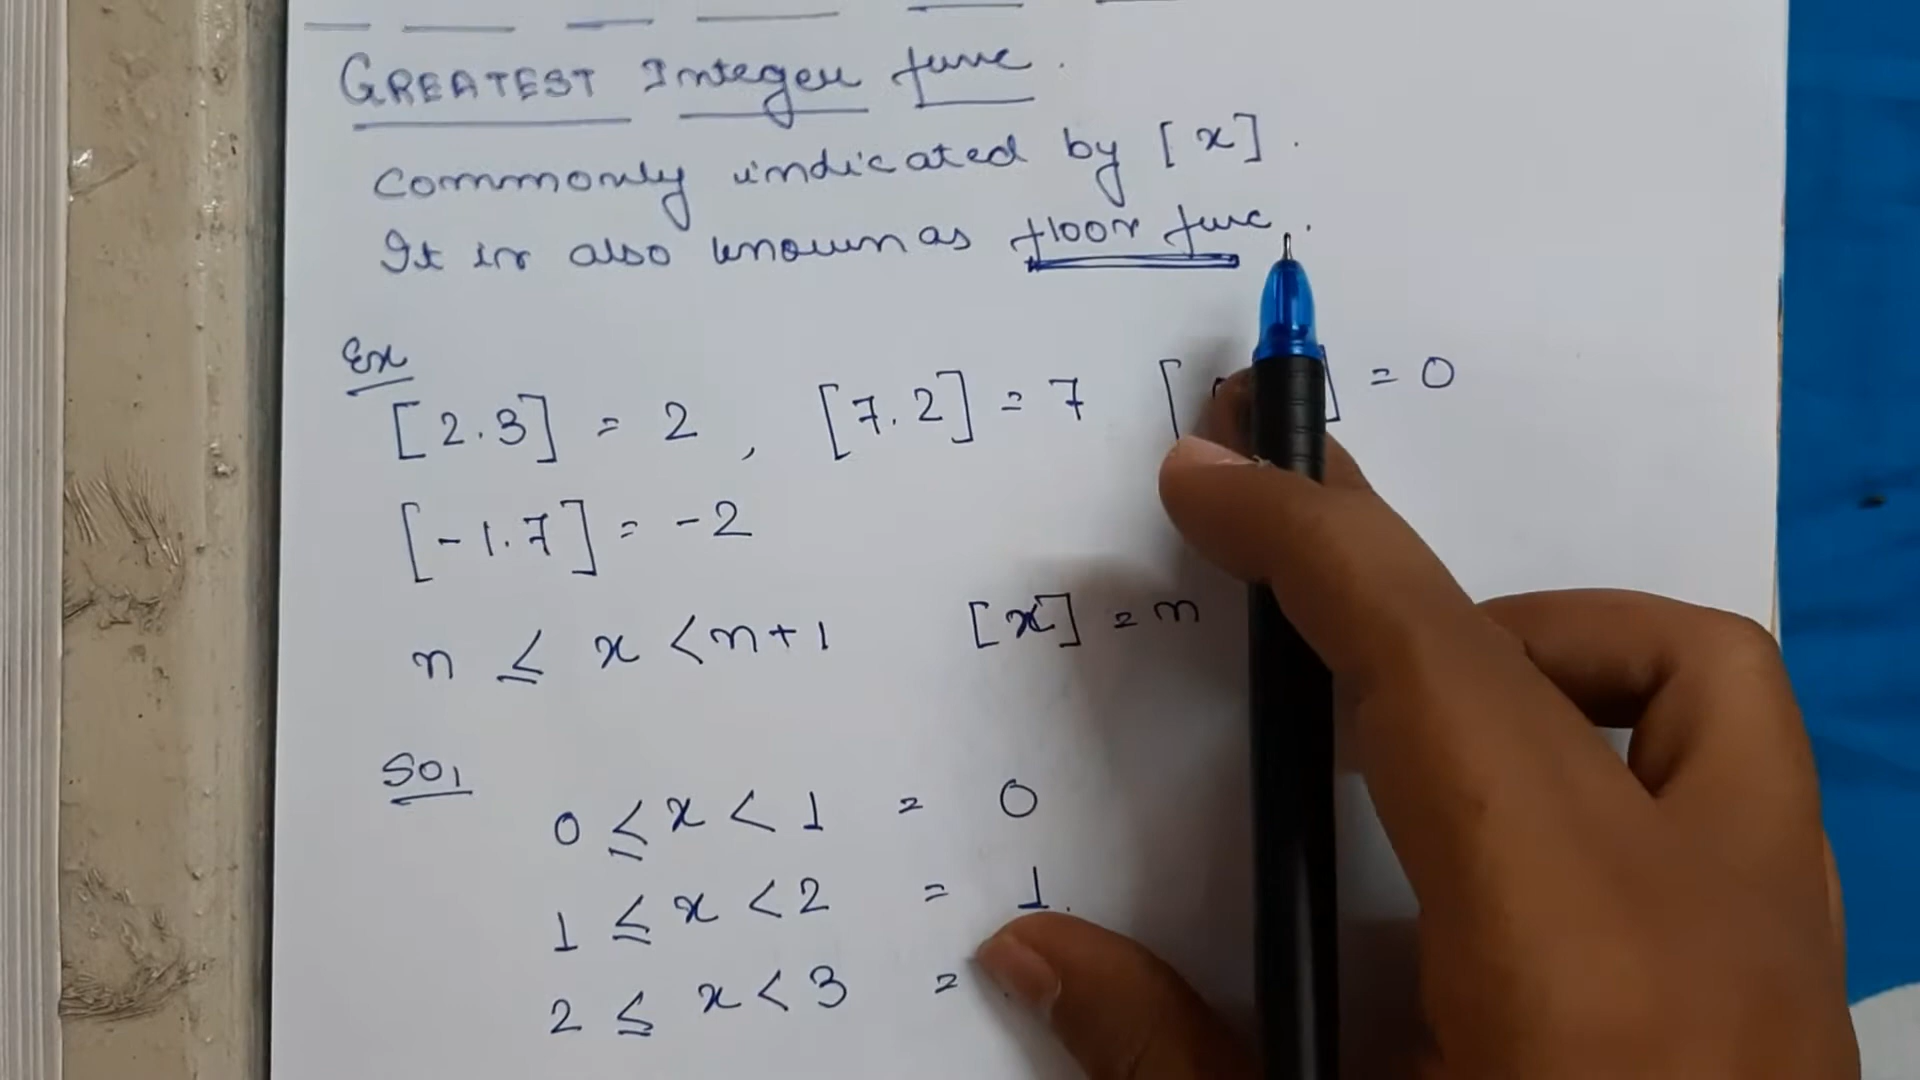 GREATEST Integer func.
Commonly indicated by [x].
It is also known as floor func.
Ex
[2.3] = 2 , [7.2] = 7 [ ] = 0
[-1.7] = -2
n ≤ x < n+1 [x] = n
So,
0 ≤ x < 1 = 0
1 ≤ x < 2 = 1.
2 ≤ x < 3 =